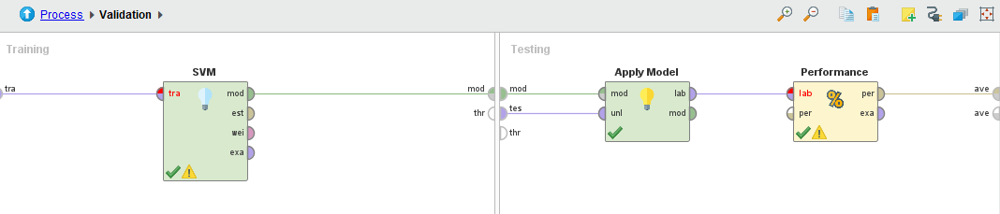 Process Validation
Training
Testing
SVM
Apply Model
Performance
tra
tra
mod
est
wei
exa
mod
thr
mod
tes
thr
mod
unl
lab
mod
lab
per
%
per
exa
ave
ave